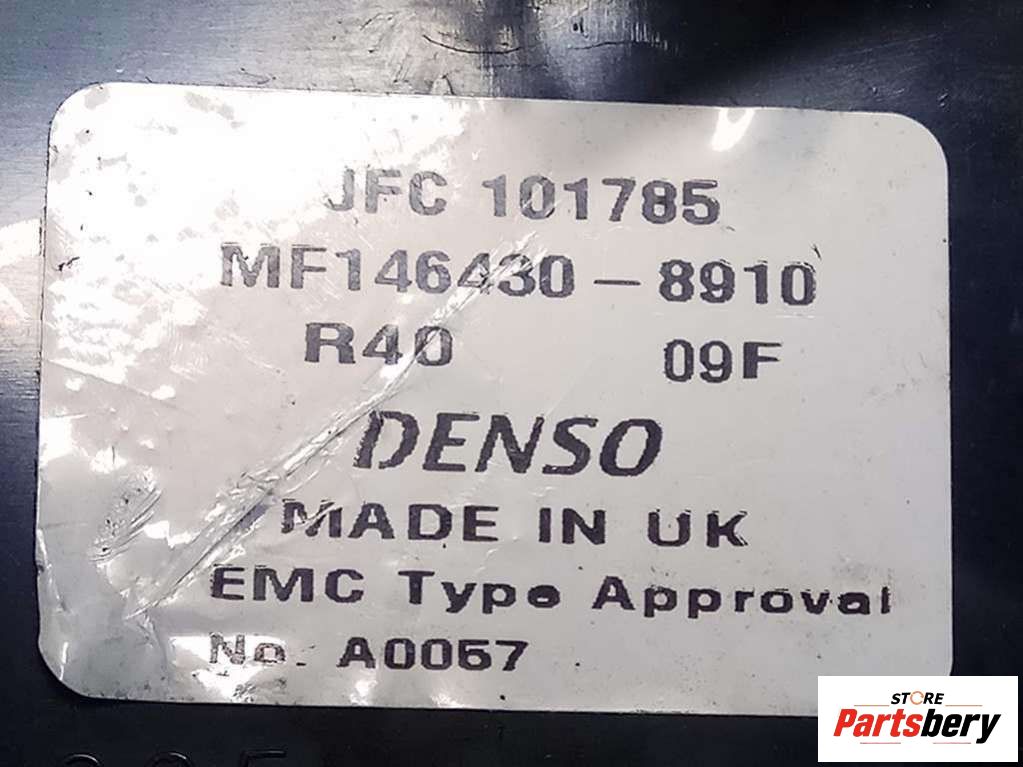 JFC 101785
MF146430-8910
R40 09F
DENSO
MADE IN UK
EMC Type Approval
No. A0057
STORE
Partsbery